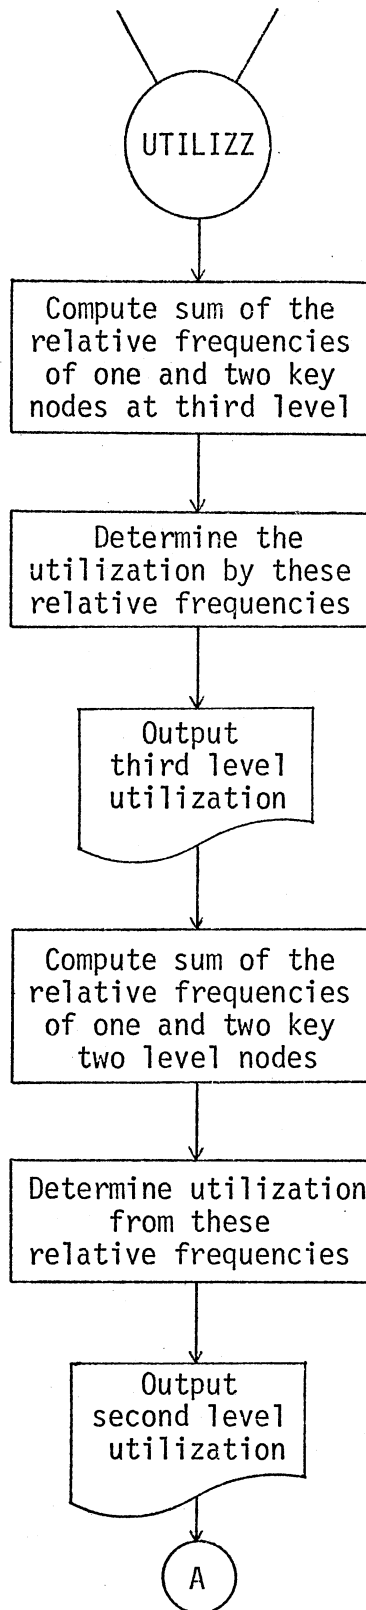 UTILIZZ
Compute sum of the
relative frequencies
of one and two key
nodes at third level
Determine the
utilization by these
relative frequencies
Output
third level
utilization
Compute sum of the
relative frequencies
of one and two key
two level nodes
Determine utilization
from these
relative frequencies
Output
second level
utilization
A